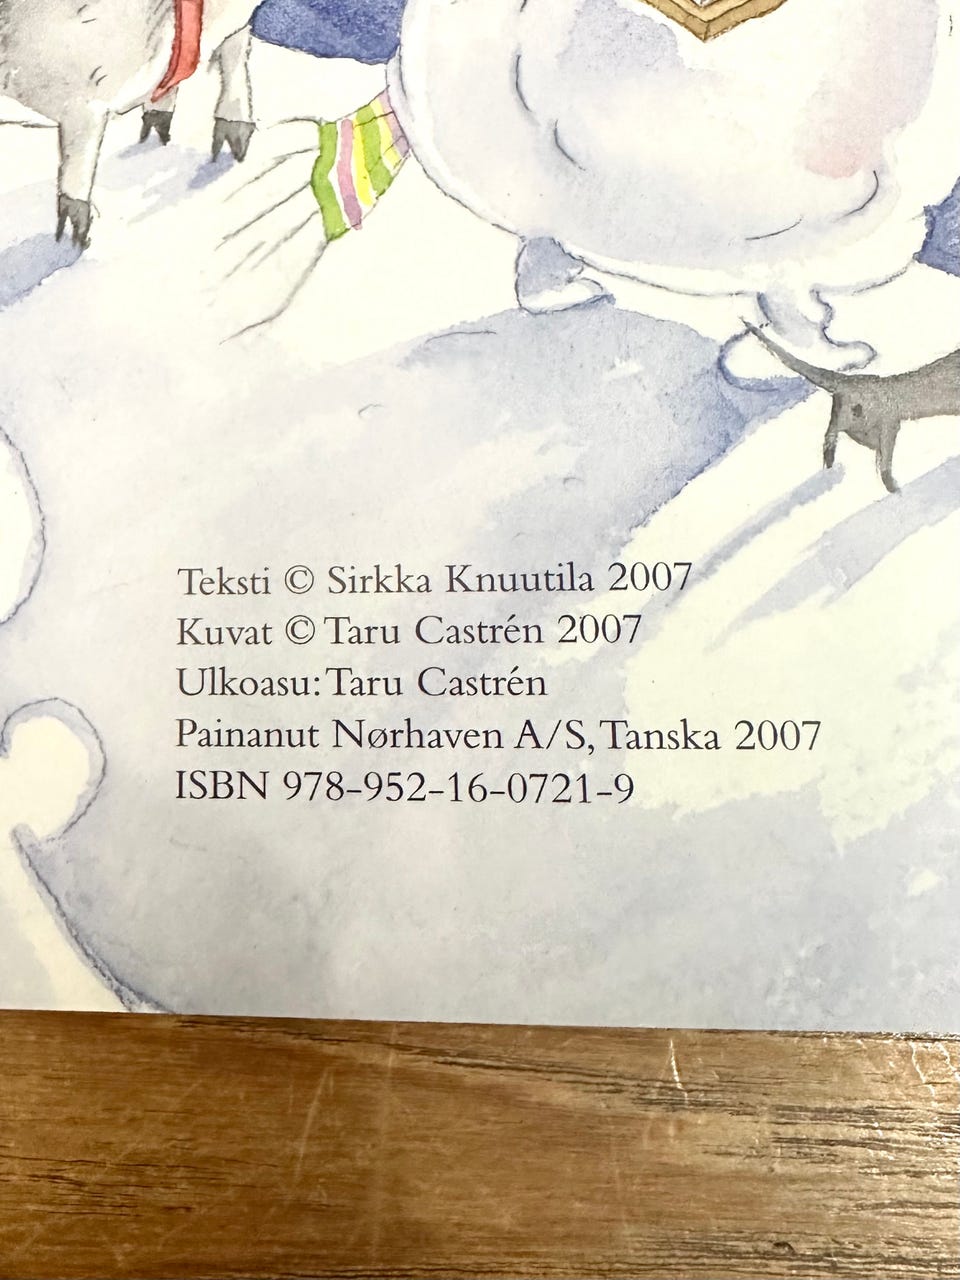 Teksti © Sirkka Knuutila 2007
Kuvat © Taru Castrén 2007
Ulkoasu: Taru Castrén
Painanut Nørhaven A/S, Tanska 2007
ISBN 978-952-16-0721-9